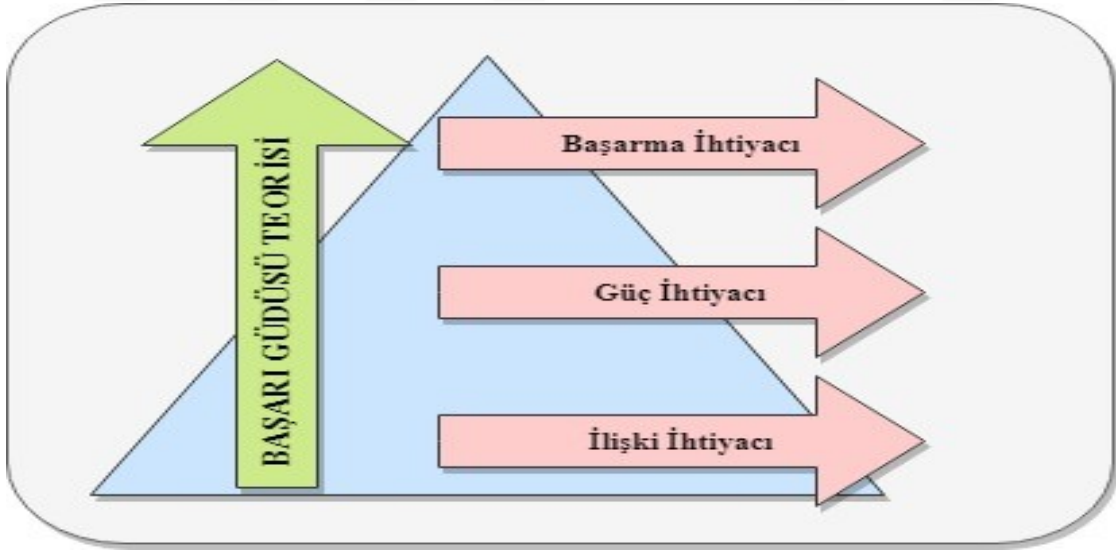 BAŞARI GÜDÜSÜ TEORİSİ
Başarma İhtiyacı
Güç İhtiyacı
İlişki İhtiyacı